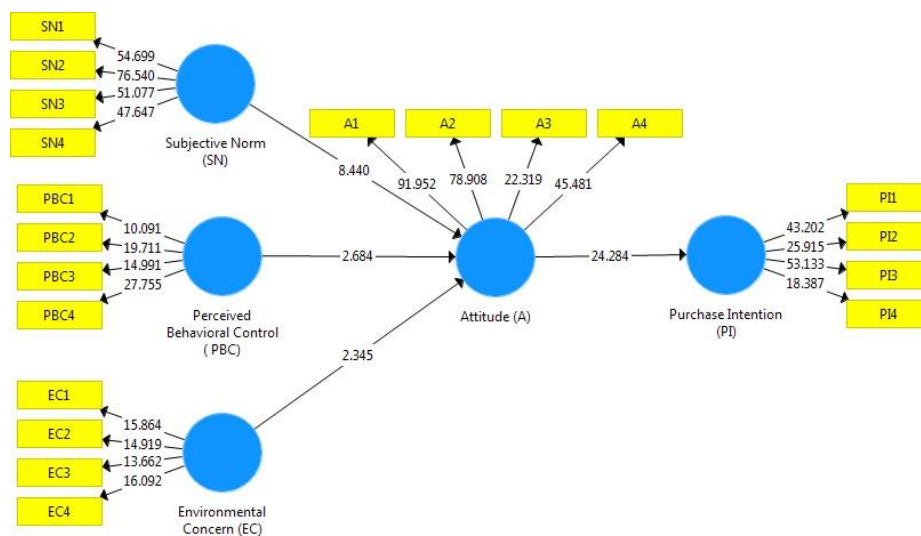 SN1
SN2
SN3
SN4
54.699
76.540
51.077
47.647
Subjective Norm
(SN)
8.440
A1
A2
A3
A4
91.952
78.908
22.319
45.481
PBC1
PBC2
PBC3
PBC4
10.091
19.711
14.991
27.755
Perceived
Behavioral Control
( PBC)
2.684
Attitude (A)
24.284
Purchase Intention
(PI)
43.202
25.915
53.133
18.387
PI1
PI2
PI3
PI4
2.345
EC1
EC2
EC3
EC4
15.864
14.919
13.662
16.092
Environmental
Concern (EC)